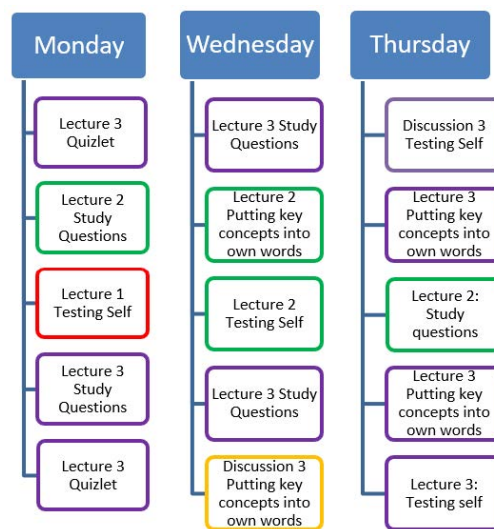 Monday
Lecture 3
Quizlet
Lecture 2
Study
Questions
Lecture 1
Testing Self
Lecture 3
Study
Questions
Lecture 3
Quizlet
Wednesday
Lecture 3 Study
Questions
Lecture 2
Putting key
concepts into
own words
Lecture 2
Testing Self
Lecture 3 Study
Questions
Discussion 3
Putting key
concepts into
own words
Thursday
Discussion 3
Testing Self
Lecture 3
Putting key
concepts into
own words
Lecture 2:
Study
questions
Lecture 3
Putting key
concepts into
own words
Lecture 3:
Testing self